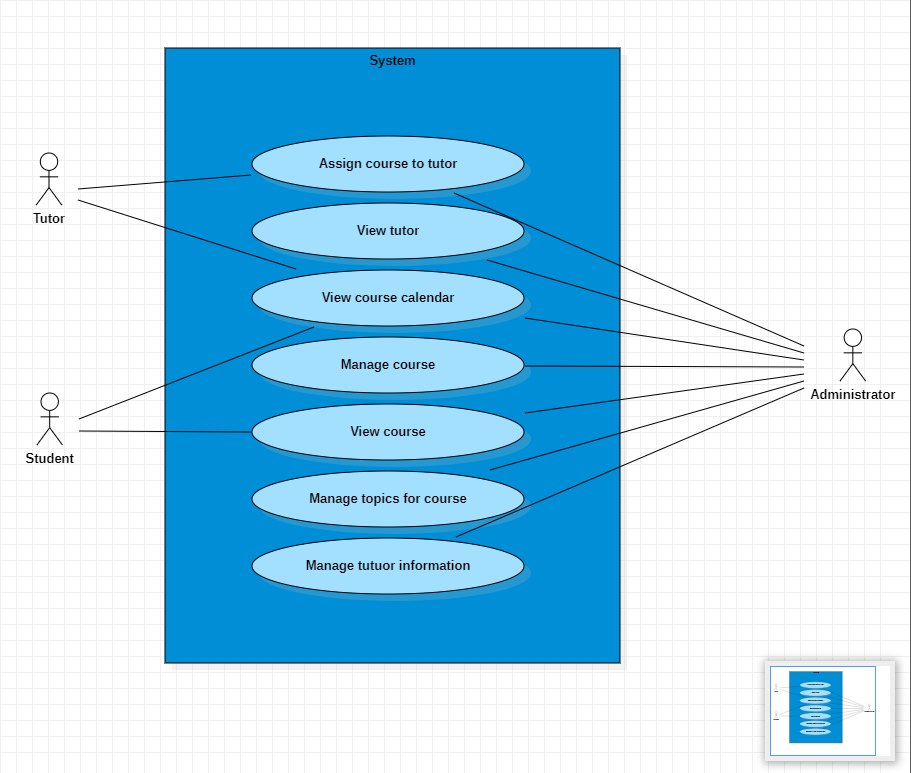 System
Assign course to tutor
Tutor
View tutor
View course calendar
Manage course
Administrator
View course
Student
Manage topics for course
Manage tutuor information